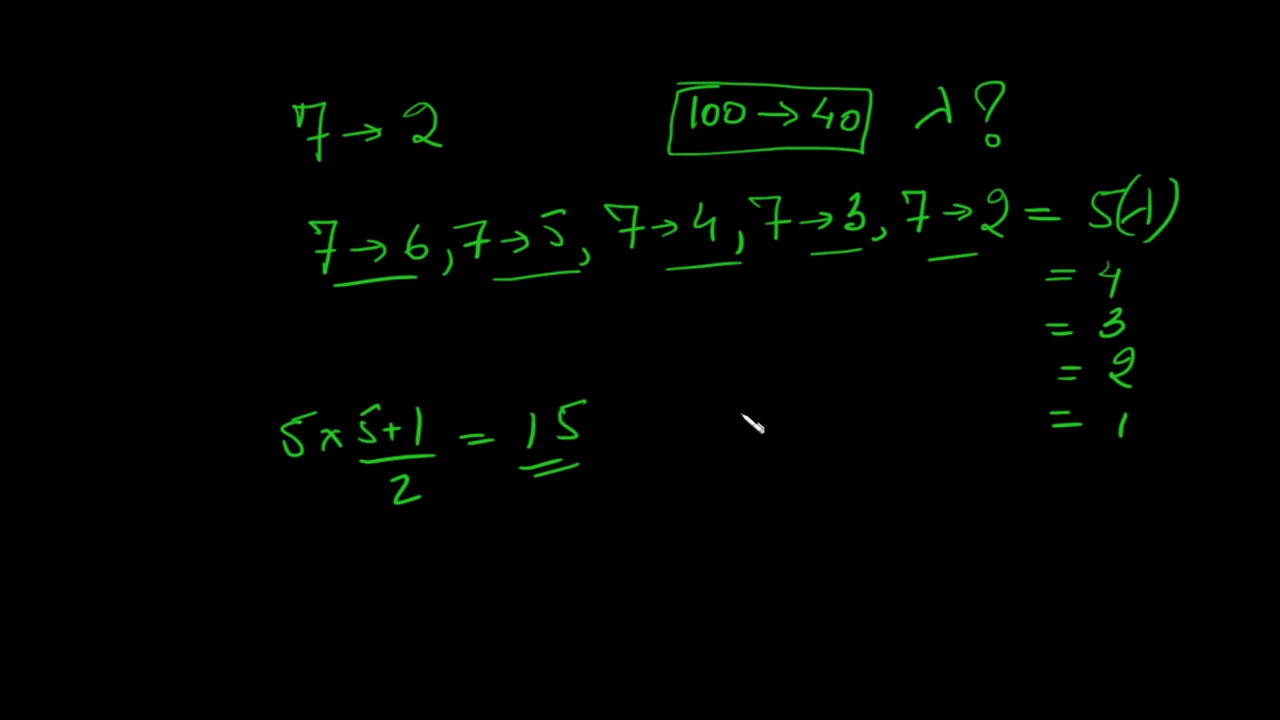 7 → 2
100 → 40 λ?
7 → 6, 7 → 5, 7 → 4, 7 → 3, 7 → 2 = 5(λ)
= 4
= 3
= 2
= 1
5 × 5+1/2 = 15